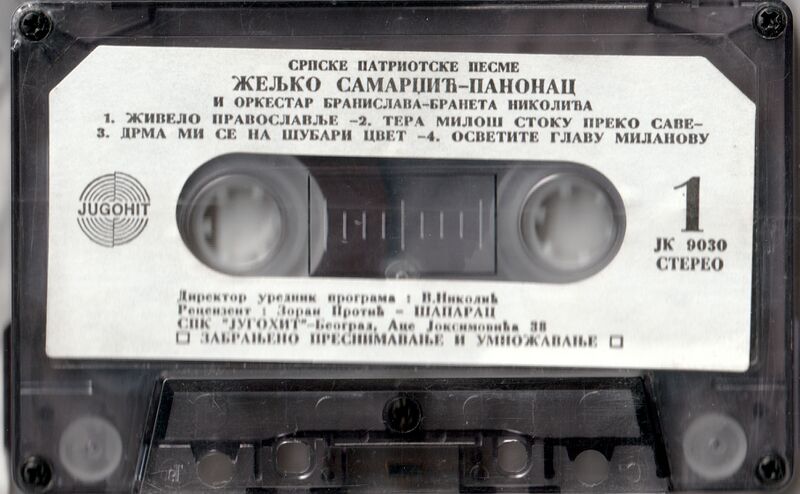 СРПСКЕ ПАТРИОТСКЕ ПЕСМЕ
ЖЕЉКО САМАРЏИЋ-ПАНОНАЦ
И ОРКЕСТАР БРАНИСЛАВА-БРАНЕТА НИКОЛИЋА
1. ЖИВЕЛО ПРАВОСЛАВЉЕ -2. ТЕРА МИЛОШ СТОКУ ПРЕКО САВЕ-
3. ДРМА МИ СЕ НА ШУБАРИ ЦВЕТ -4. ОСВЕТИТЕ ГЛАВУ МИЛАНОВУ
JUGOHIT
1
ЈК 9030
СТЕРЕО
Директор уредник програма : В.Николић
Рецензент : Зоран Протић - ШАПАРАЦ
СПК "ЈУГОХИТ"-Београд, Аце Јоксимовића 38
ЗАБРАЊЕНО ПРЕСНИМАВАЊЕ И УМНОЖАВАЊЕ